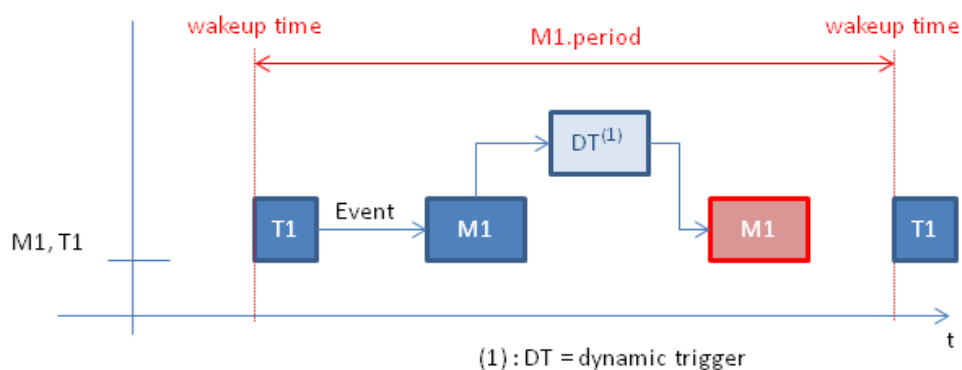 wakeup time
M1.period
wakeup time
DT(1)
T1
Event
M1
M1
T1
M1, T1
t
(1) : DT = dynamic trigger